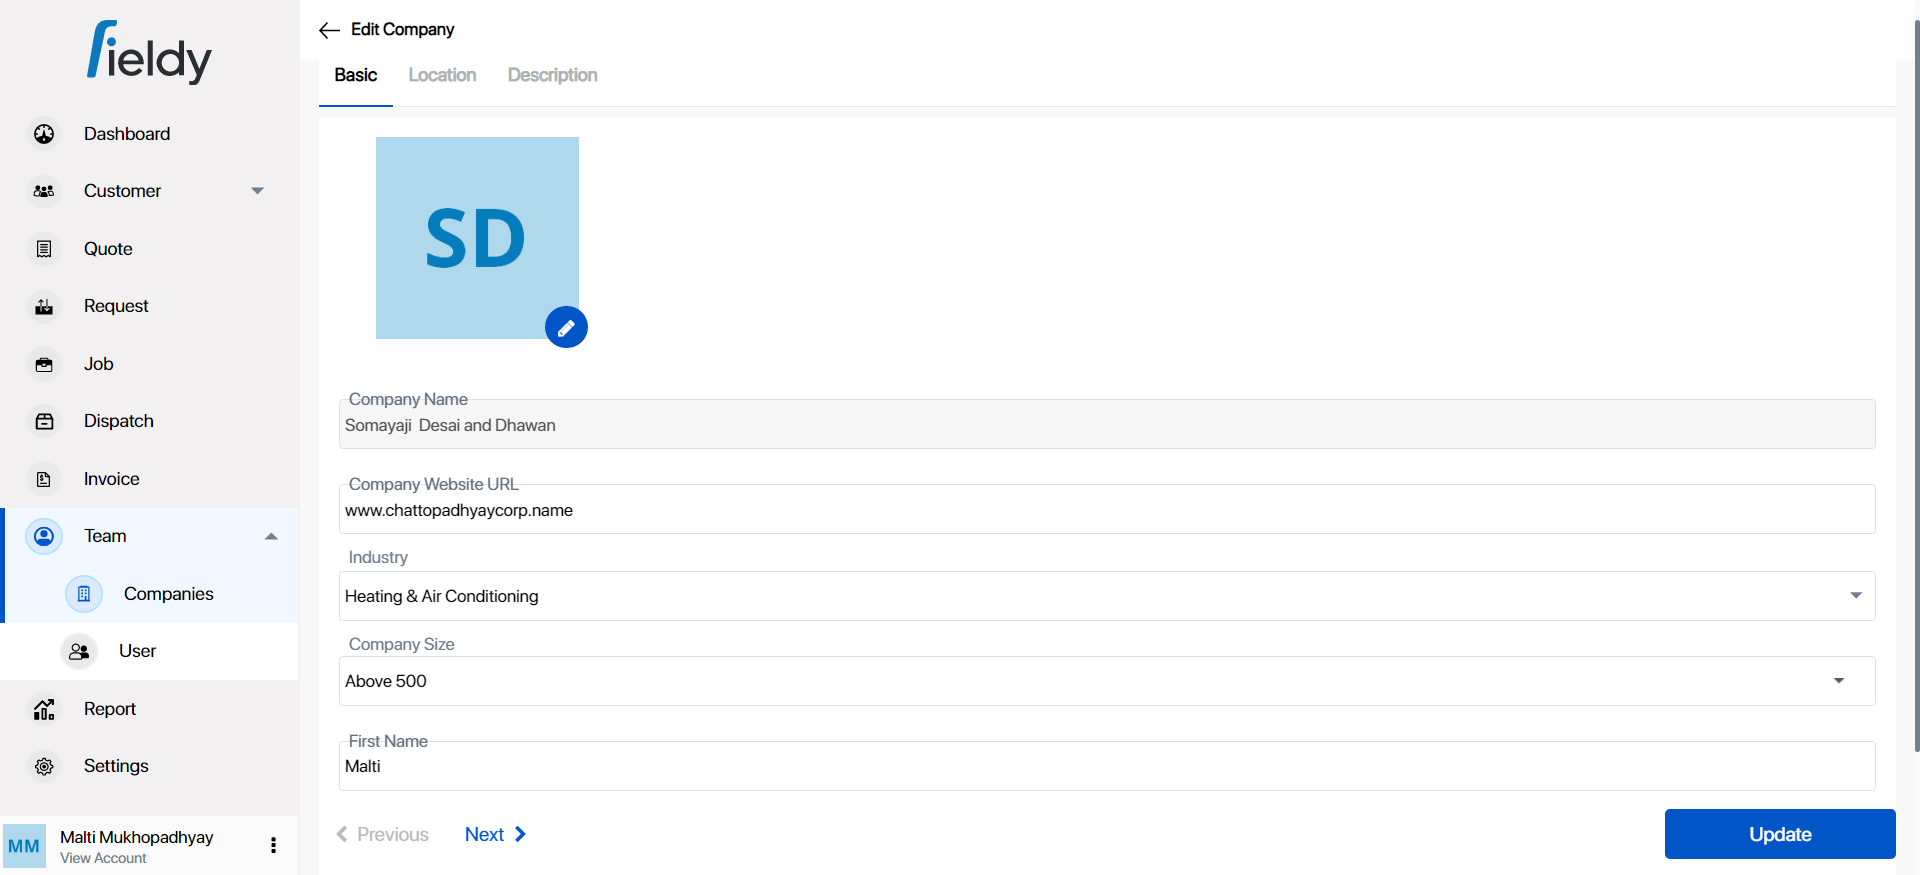 fieldy
Dashboard
Customer
Quote
Request
Job
Dispatch
Invoice
Team
Companies
User
Report
Settings
MM
Malti Mukhopadhyay
View Account
Edit Company
Basic Location Description
SD
Company Name
Somayaji  Desai and Dhawan
Company Website URL
www.chattopadhyaycorp.name
Industry
Heating & Air Conditioning
Company Size
Above 500
First Name
Malti
Previous Next
Update